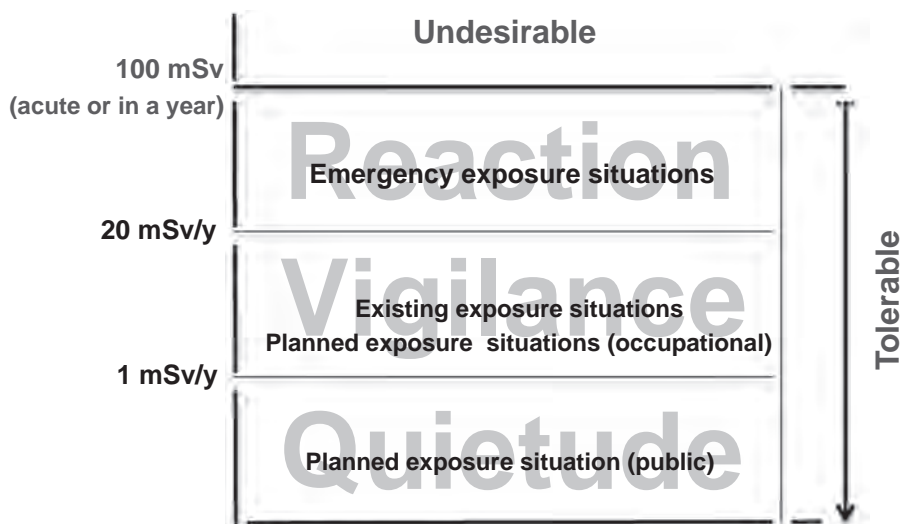 Undesirable
100 mSv
(acute or in a year)
Reaction
Emergency exposure situations
20 mSv/y
Vigilance
Existing exposure situations
Planned exposure situations (occupational)
1 mSv/y
Quietude
Planned exposure situation (public)
Tolerable